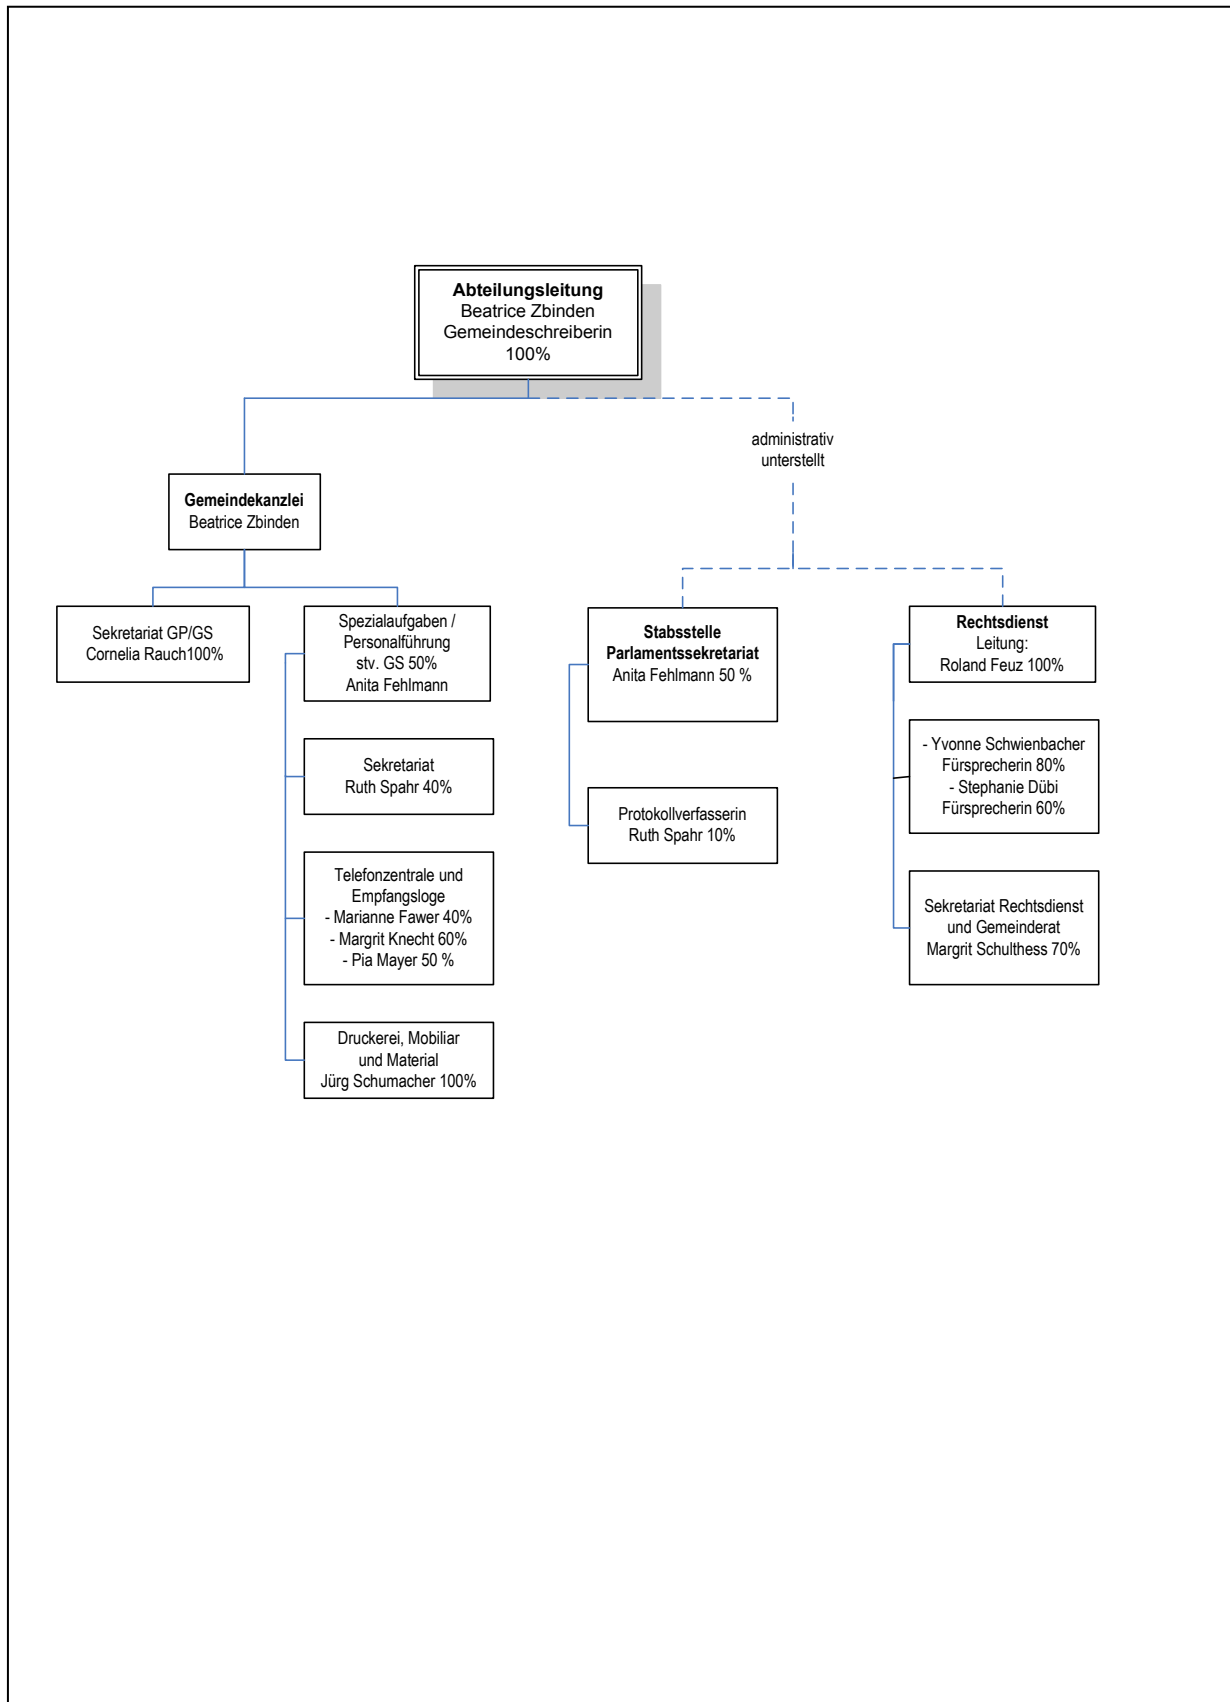 Abteilungsleitung
Beatrice Zbinden
Gemeindeschreiberin
100%
administrativ
unterstellt
Gemeindekanzlei
Beatrice Zbinden
Sekretariat GP/GS
Cornelia Rauch100%
Spezialaufgaben /
Personalführung
stv. GS 50%
Anita Fehlmann
Sekretariat
Ruth Spahr 40%
Telefonzentrale und
Empfangsloge
- Marianne Fawer 40%
- Margrit Knecht 60%
- Pia Mayer 50 %
Druckerei, Mobiliar
und Material
Jürg Schumacher 100%
Stabsstelle
Parlamentssekretariat
Anita Fehlmann 50 %
Protokollverfasserin
Ruth Spahr 10%
Rechtsdienst
Leitung:
Roland Feuz 100%
- Yvonne Schwienbacher
Fürsprecherin 80%
- Stephanie Dübi
Fürsprecherin 60%
Sekretariat Rechtsdienst
und Gemeinderat
Margrit Schulthess 70%